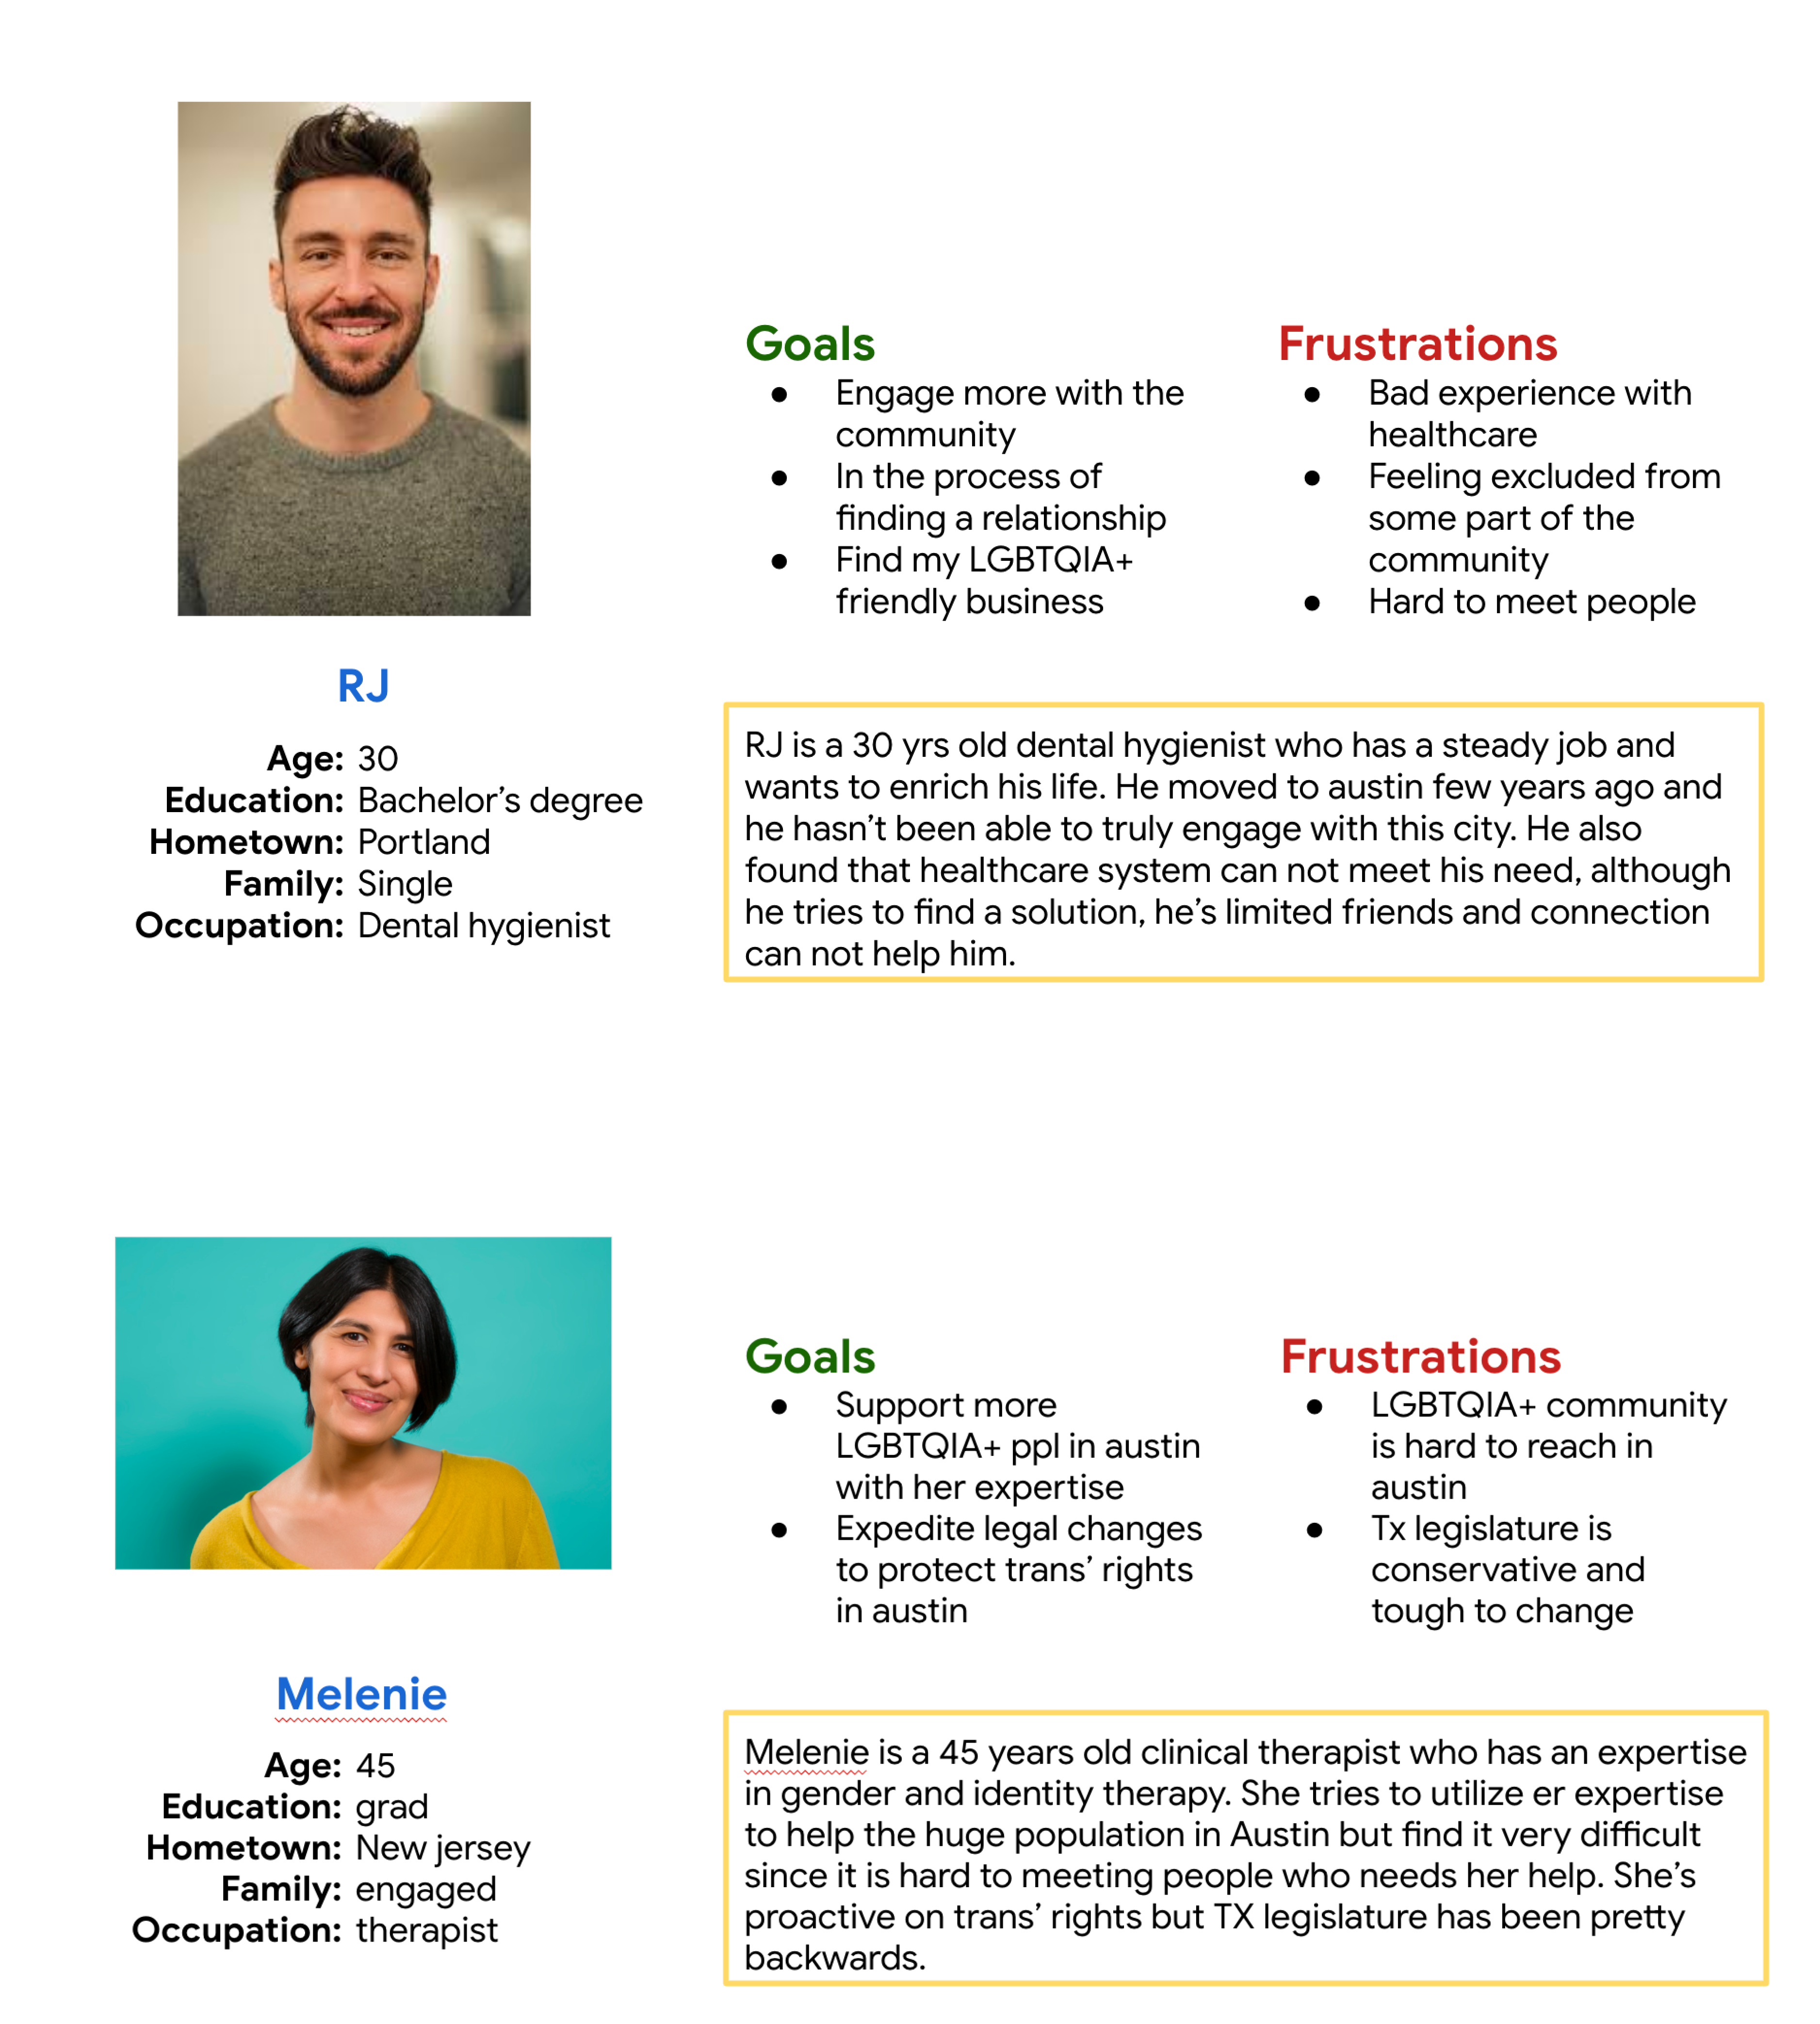 Goals
● Engage more with the
community
● In the process of
finding a relationship
● Find my LGBTQIA+
friendly business
Frustrations
● Bad experience with
healthcare
● Feeling excluded from
some part of the
community
● Hard to meet people
RJ
Age: 30
Education: Bachelor’s degree
Hometown: Portland
Family: Single
Occupation: Dental hygienist
RJ is a 30 yrs old dental hygienist who has a steady job and
wants to enrich his life. He moved to austin few years ago and
he hasn’t been able to truly engage with this city. He also
found that healthcare system can not meet his need, although
he tries to find a solution, he’s limited friends and connection
can not help him.
Goals
● Support more
LGBTQIA+ ppl in austin
with her expertise
● Expedite legal changes
to protect trans’ rights
in austin
Frustrations
● LGBTQIA+ community
is hard to reach in
austin
● Tx legislature is
conservative and
tough to change
Melenie
Age: 45
Education: grad
Hometown: New jersey
Family: engaged
Occupation: therapist
Melenie is a 45 years old clinical therapist who has an expertise
in gender and identity therapy. She tries to utilize er expertise
to help the huge population in Austin but find it very difficult
since it is hard to meeting people who needs her help. She’s
proactive on trans’ rights but TX legislature has been pretty
backwards.